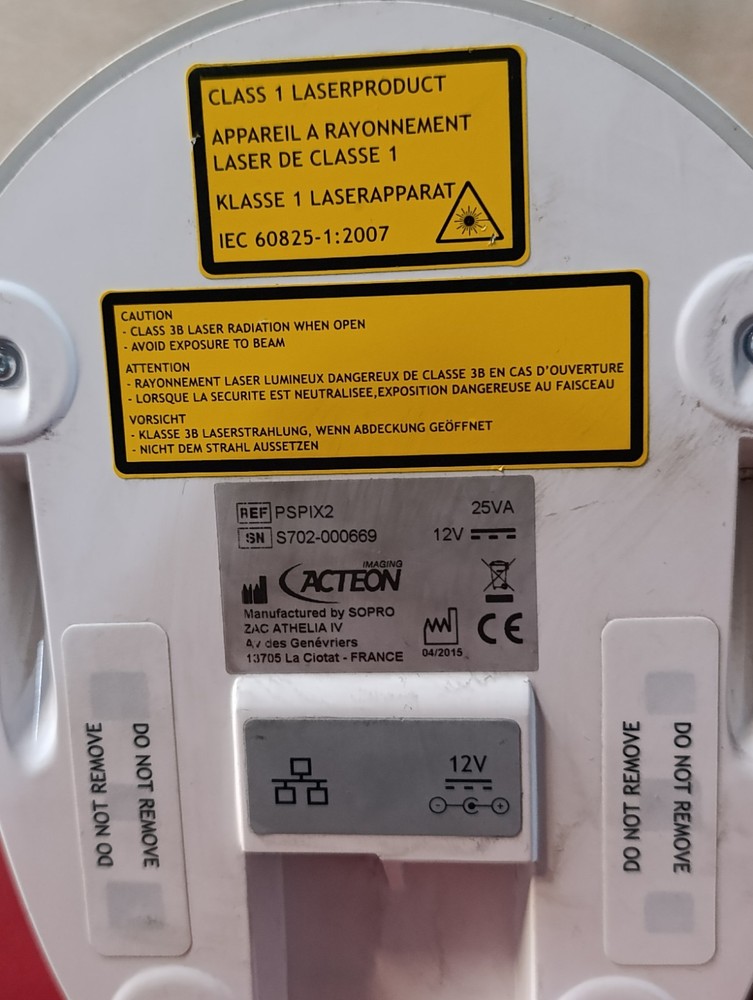 CLASS 1 LASERPRODUCT
APPAREIL A RAYONNEMENT
LASER DE CLASSE 1
KLASSE 1 LASERAPPARAT
IEC 60825-1:2007
CAUTION
- CLASS 3B LASER RADIATION WHEN OPEN
- AVOID EXPOSURE TO BEAM
ATTENTION
- RAYONNEMENT LASER LUMINEUX DANGEREUX DE CLASSE 3B EN CAS D'OUVERTURE
- LORSQUE LA SECURITE EST NEUTRALISEE,EXPOSITION DANGEREUSE AU FAISCEAU
VORSICHT
- KLASSE 3B LASERSTRAHLUNG, WENN ABDECKUNG GEÖFFNET
- NICHT DEM STRAHL AUSSETZEN
REF PSPIX2
SN S702-000669
25VA
12V
IMAGING
ACTEON
Manufactured by SOPRO
ZAC ATHELIA IV
Av des Genévriers
13705 La Ciotat - FRANCE
04/2015
CE
12V
DO NOT REMOVE
DO NOT REMOVE
DO NOT REMOVE
DO NOT REMOVE